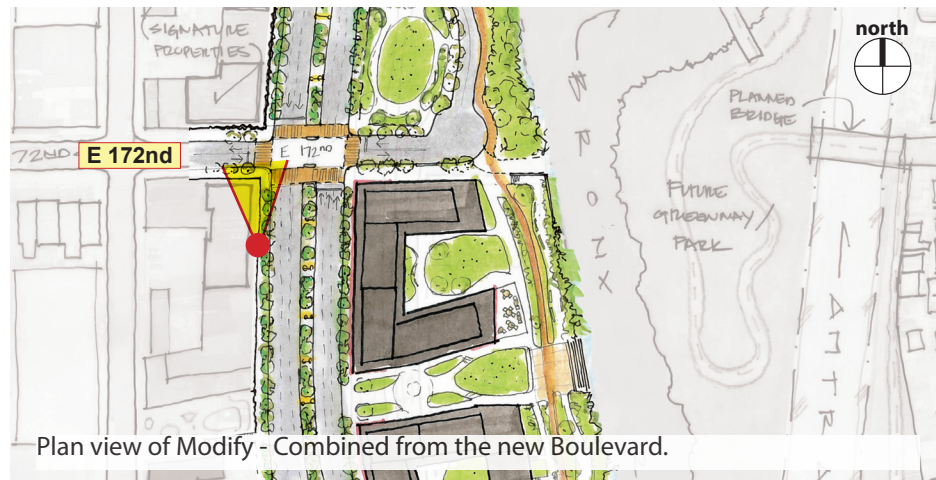 (SIGNATURE
PROPERTIES)
north
PLANNED
BRIDGE
72ND
E 172nd
E 172ND
BRONX
FUTURE
GREENWAY/
PARK
AMTR
Plan view of Modify - Combined from the new Boulevard.